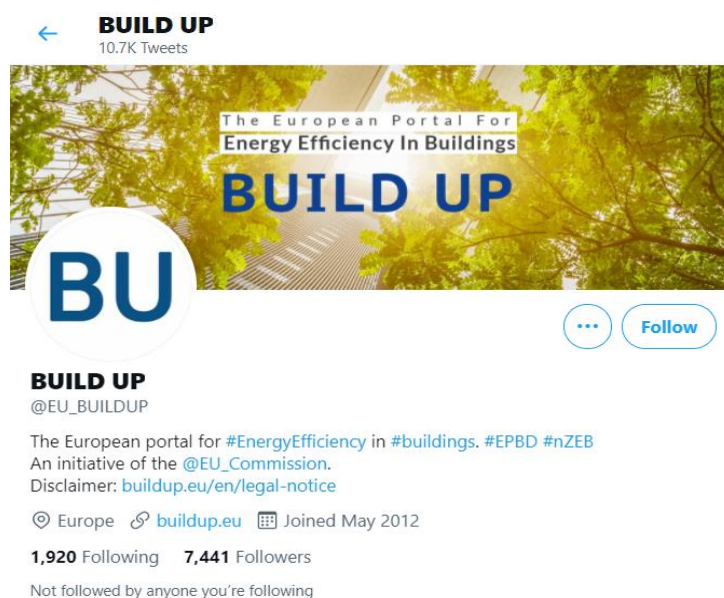 BUILD UP
10.7K Tweets
The European Portal For
Energy Efficiency In Buildings
BUILD UP
BU
Follow
BUILD UP
@EU_BUILDUP
The European portal for #EnergyEfficiency in #buildings. #EPBD #nZEB
An initiative of the @EU_Commission.
Disclaimer: buildup.eu/en/legal-notice
Europe buildup.eu Joined May 2012
1,920 Following 7,441 Followers
Not followed by anyone you're following